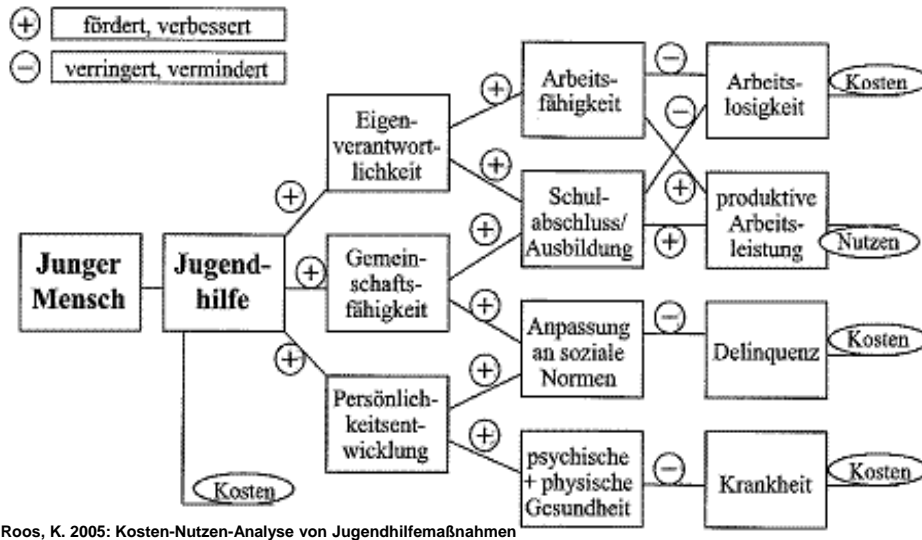 + fördert, verbessert
− verringert, vermindert
Junger
Mensch
Jugend-
hilfe
Kosten
Eigen-
verantwort-
lichkeit
Gemein-
schafts-
fähigkeit
Persönlich-
keitsent-
wicklung
Arbeits-
fähigkeit
Schul-
abschluss/
Ausbildung
Anpassung
an soziale
Normen
psychische
+ physische
Gesundheit
Arbeits-
losigkeit
Kosten
produktive
Arbeits-
leistung
Nutzen
Delinquenz
Kosten
Krankheit
Kosten
+
+
+
+
+
+
+
+
+
−
−
+
+
−
−
Roos, K. 2005: Kosten-Nutzen-Analyse von Jugendhilfemaßnahmen